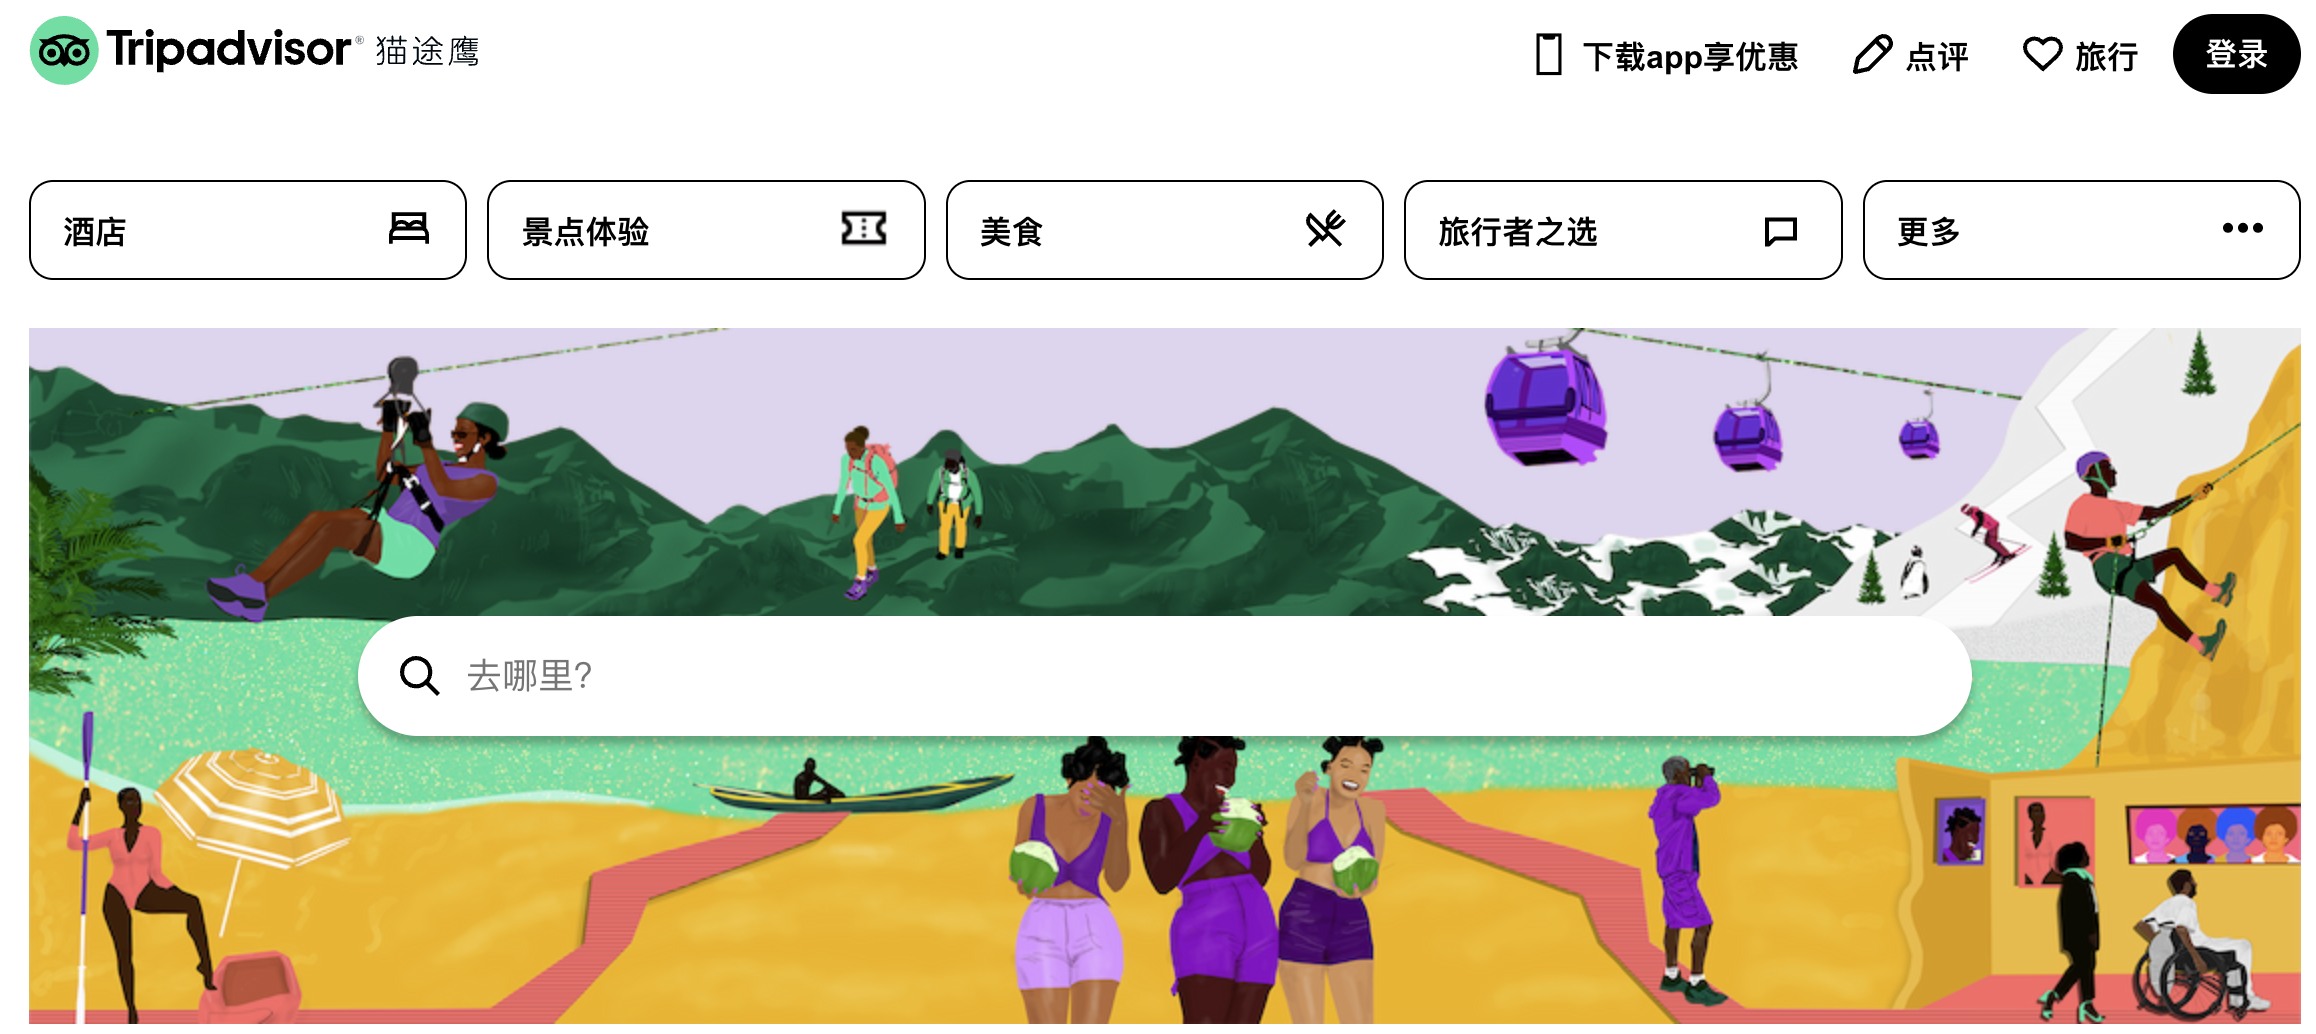 Tripadvisor® 猫途鹰
下载app享优惠
点评
旅行
登录
酒店
景点体验
美食
旅行者之选
更多
去哪里?